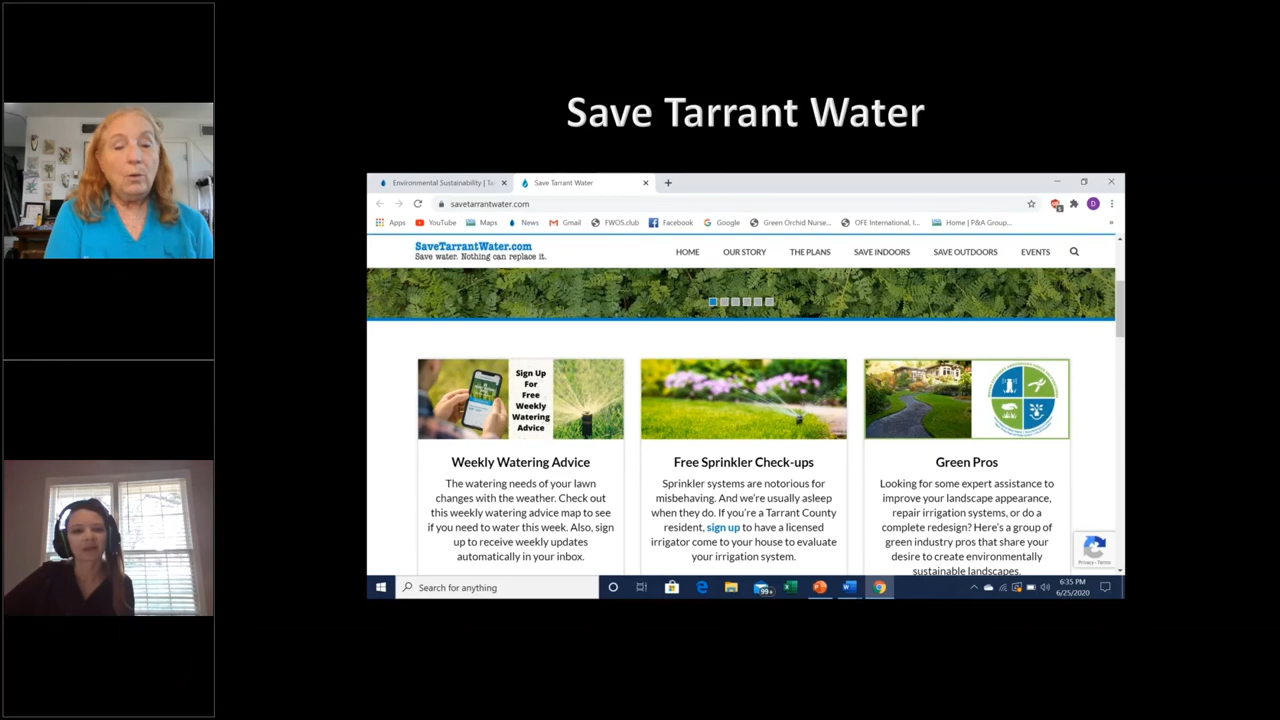 Save Tarrant Water
Environmental Sustainability | Ta
Save Tarrant Water
savetarrantwater.com
D
Apps
YouTube
Maps
News
Gmail
FWOS.club
Facebook
Google
Green Orchid Nurse...
OFE International, I...
Home | P&A Group...
SaveTarrantWater.com
Save water. Nothing can replace it.
HOME
OUR STORY
THE PLANS
SAVE INDOORS
SAVE OUTDOORS
EVENTS
Sign Up
For
Free
Weekly
Watering
Advice
Weekly Watering Advice
The watering needs of your lawn
changes with the weather. Check out
this weekly watering advice map to see
if you need to water this week. Also, sign
up to receive weekly updates
automatically in your inbox.
Free Sprinkler Check-ups
Sprinkler systems are notorious for
misbehaving. And we're usually asleep
when they do. If you're a Tarrant County
resident, sign up to have a licensed
irrigator come to your house to evaluate
your irrigation system.
Green Pros
Looking for some expert assistance to
improve your landscape appearance,
repair irrigation systems, or do a
complete redesign? Here's a group of
green industry pros that share your
desire to create environmentally
sustainable landscapes.
Privacy - Terms
Search for anything
99+
6:35 PM
6/25/2020